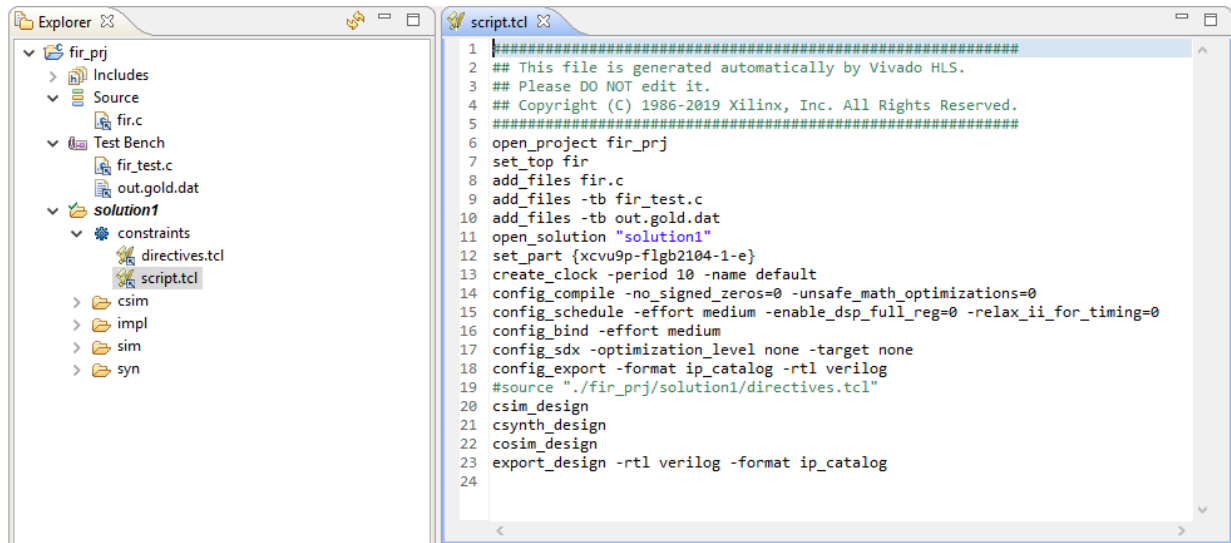 Explorer
fir_prj
Includes
Source
fir.c
Test Bench
fir_test.c
out.gold.dat
solution1
constraints
directives.tcl
script.tcl
csim
impl
sim
syn
script.tcl
1 ############################################################
2 ## This file is generated automatically by Vivado HLS.
3 ## Please DO NOT edit it.
4 ## Copyright (C) 1986-2019 Xilinx, Inc. All Rights Reserved.
5 ############################################################
6 open_project fir_prj
7 set_top fir
8 add_files fir.c
9 add_files -tb fir_test.c
10 add_files -tb out.gold.dat
11 open_solution "solution1"
12 set_part {xcvu9p-flgb2104-1-e}
13 create_clock -period 10 -name default
14 config_compile -no_signed_zeros=0 -unsafe_math_optimizations=0
15 config_schedule -effort medium -enable_dsp_full_reg=0 -relax_ii_for_timing=0
16 config_bind -effort medium
17 config_sdx -optimization_level none -target none
18 config_export -format ip_catalog -rtl verilog
19 #source "./fir_prj/solution1/directives.tcl"
20 csim_design
21 csynth_design
22 cosim_design
23 export_design -rtl verilog -format ip_catalog
24